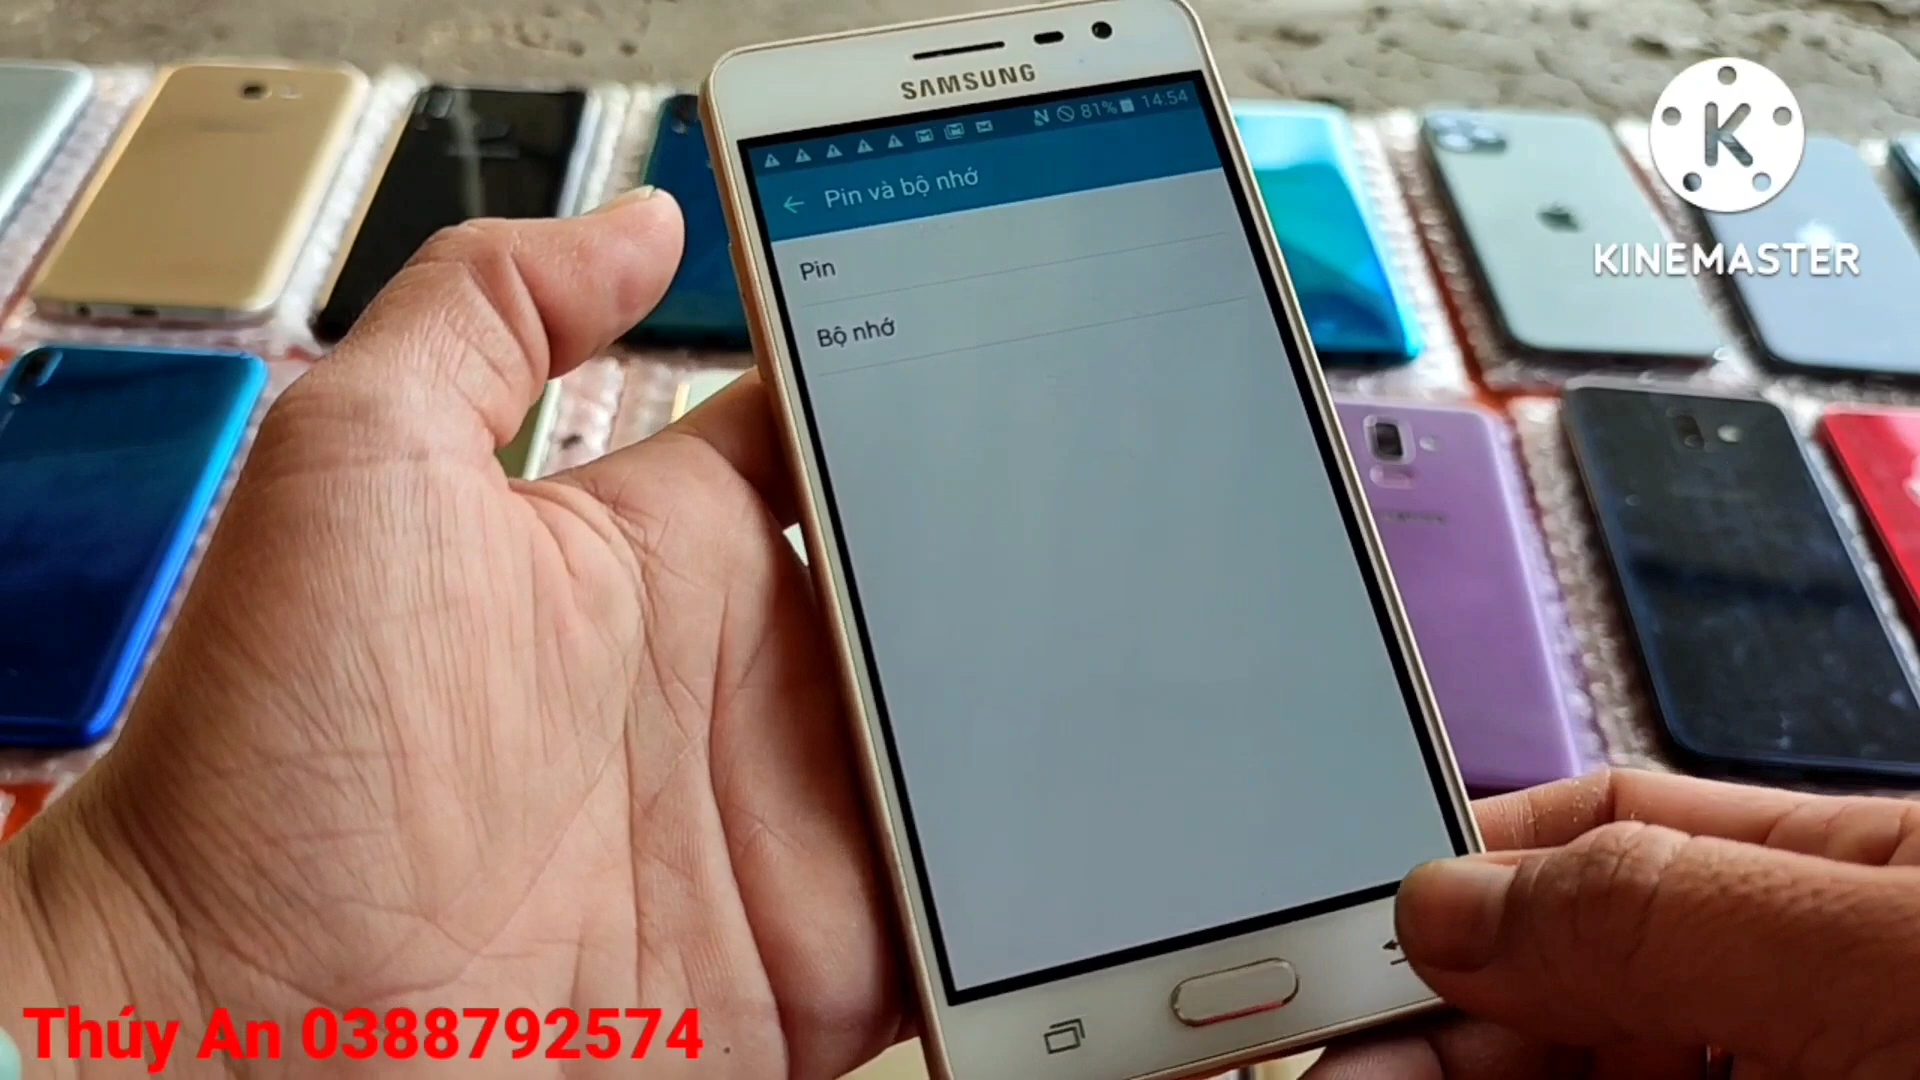 SAMSUNG
81% 14:54
Pin và bộ nhớ
Pin
Bộ nhớ
K
KINEMASTER
Thúy An 0388792574